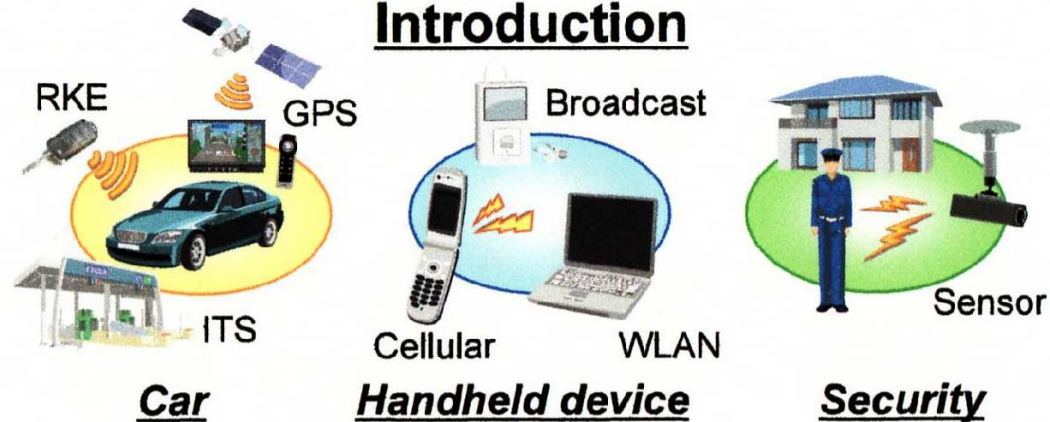 Introduction
RKE
GPS
ITS
Car
Broadcast
Cellular
WLAN
Handheld device
Sensor
Security